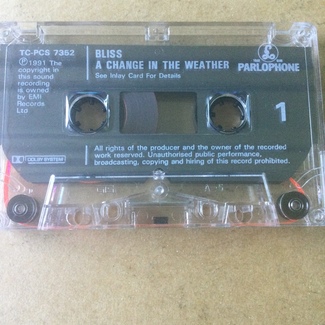 TC-PCS 7352
Ⓟ 1991 The
copyright in
this sound
recording
is owned
by EMI
Records
Ltd
BLISS
A CHANGE IN THE WEATHER
See Inlay Card For Details
PARLOPHONE
1
DOLBY SYSTEM
All rights of the producer and the owner of the recorded
work reserved. Unauthorised public performance,
broadcasting, copying and hiring of this record prohibited.